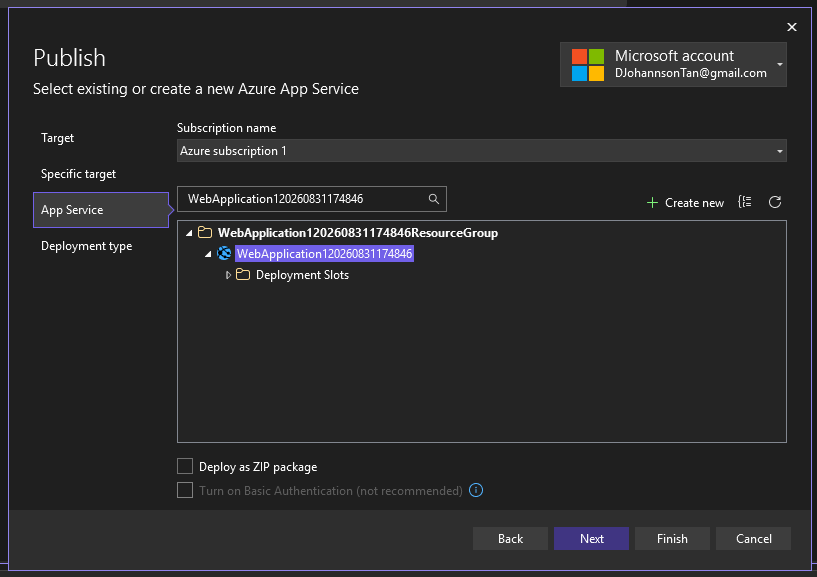 Publish
Select existing or create a new Azure App Service
Microsoft account
DJohannsonTan@gmail.com
Target
Specific target
App Service
Deployment type
Subscription name
Azure subscription 1
WebApplication120260831174846
Create new
WebApplication120260831174846ResourceGroup
WebApplication120260831174846
Deployment Slots
Deploy as ZIP package
Turn on Basic Authentication (not recommended)
Back
Next
Finish
Cancel